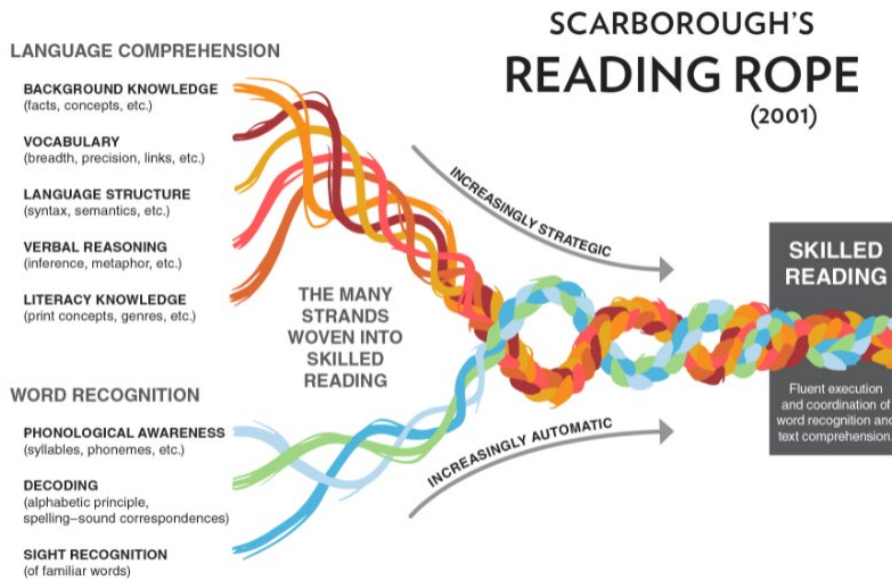 SCARBOROUGH'S
READING ROPE
(2001)
LANGUAGE COMPREHENSION
BACKGROUND KNOWLEDGE
(facts, concepts, etc.)
VOCABULARY
(breadth, precision, links, etc.)
LANGUAGE STRUCTURE
(syntax, semantics, etc.)
VERBAL REASONING
(inference, metaphor, etc.)
LITERACY KNOWLEDGE
(print concepts, genres, etc.)
THE MANY
STRANDS
WOVEN INTO
SKILLED
READING
WORD RECOGNITION
PHONOLOGICAL AWARENESS
(syllables, phonemes, etc.)
DECODING
(alphabetic principle,
spelling–sound correspondences)
SIGHT RECOGNITION
(of familiar words)
INCREASINGLY STRATEGIC
INCREASINGLY AUTOMATIC
SKILLED
READING
Fluent execution
and coordination of
word recognition and
text comprehension